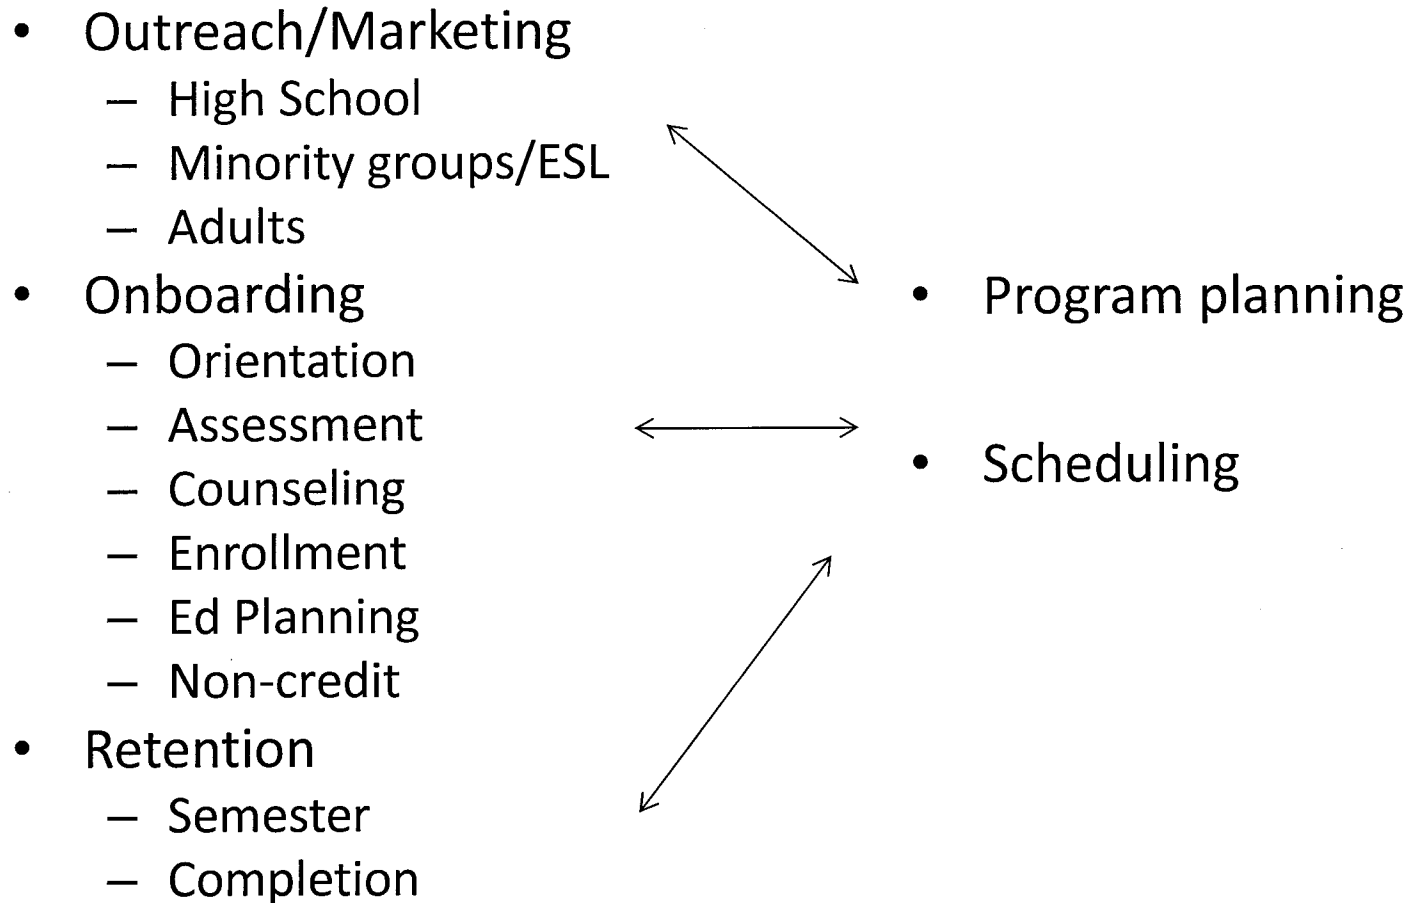 • Outreach/Marketing
– High School
– Minority groups/ESL
– Adults
• Onboarding
– Orientation
– Assessment
– Counseling
– Enrollment
– Ed Planning
– Non-credit
• Retention
– Semester
– Completion
• Program planning
• Scheduling